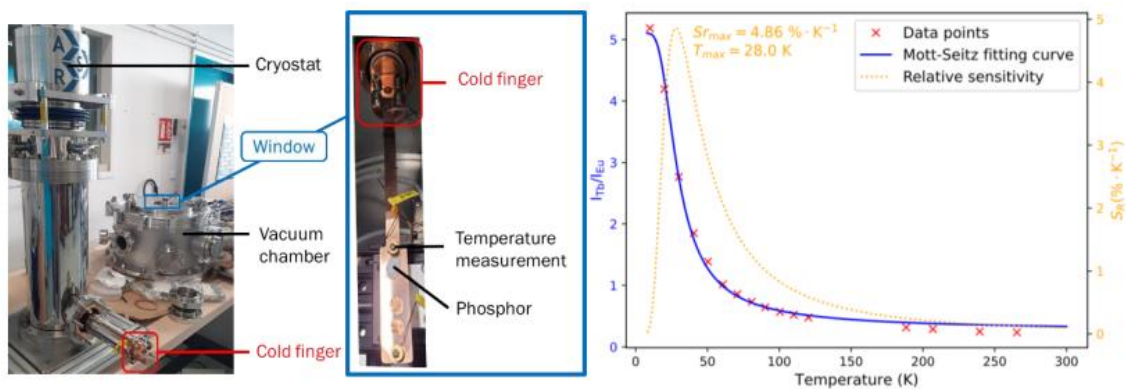 A
R
S
Cryostat
Window
Vacuum
chamber
Cold finger
Cold finger
Temperature
measurement
Phosphor
Sr_max = 4.86 % · K⁻¹
T_max = 28.0 K
Data points
Mott-Seitz fitting curve
Relative sensitivity
I_Tb/I_Eu
5
4
3
2
1
0
0
50
100
150
200
250
300
Temperature (K)
5
4
3
2
1
0
S_R(% · K⁻¹)